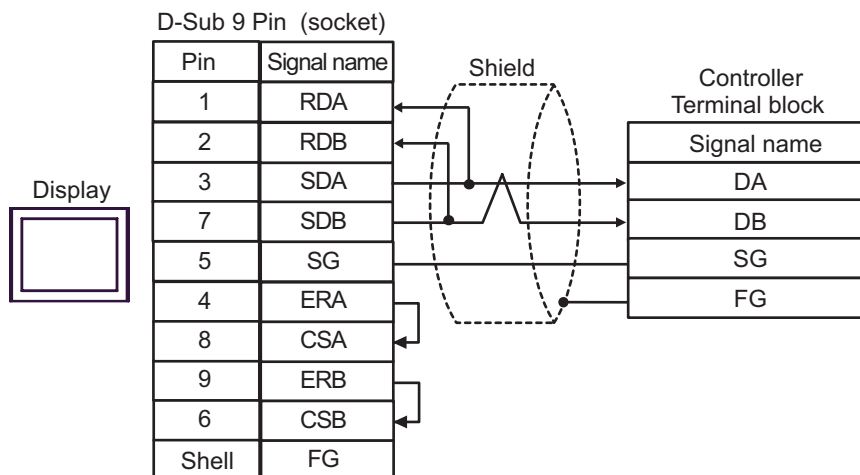 D-Sub 9 Pin (socket)
Pin Signal name
1 RDA
2 RDB
3 SDA
7 SDB
5 SG
4 ERA
8 CSA
9 ERB
6 CSB
Shell FG
Display
Shield
Controller
Terminal block
Signal name
DA
DB
SG
FG